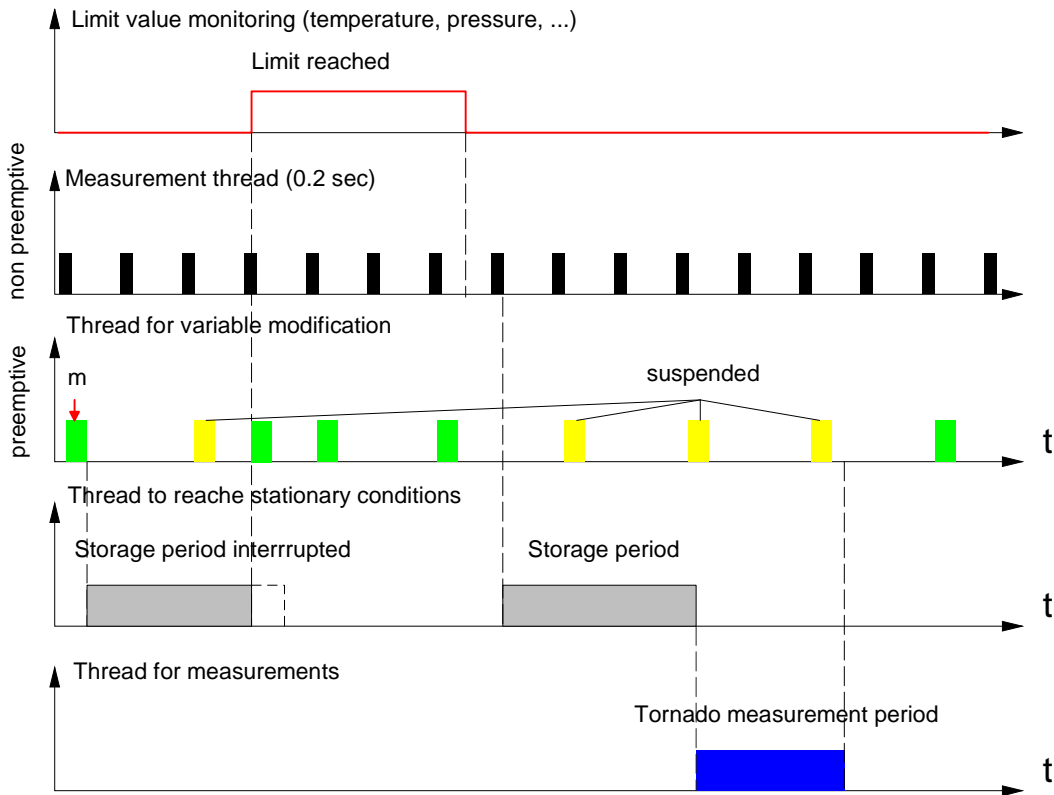 Limit value monitoring (temperature, pressure, ...)
Limit reached
non preemptive
Measurement thread (0.2 sec)
Thread for variable modification
preemptive
m
suspended
t
Thread to reache stationary conditions
Storage period interrrupted
Storage period
t
Thread for measurements
Tornado measurement period
t